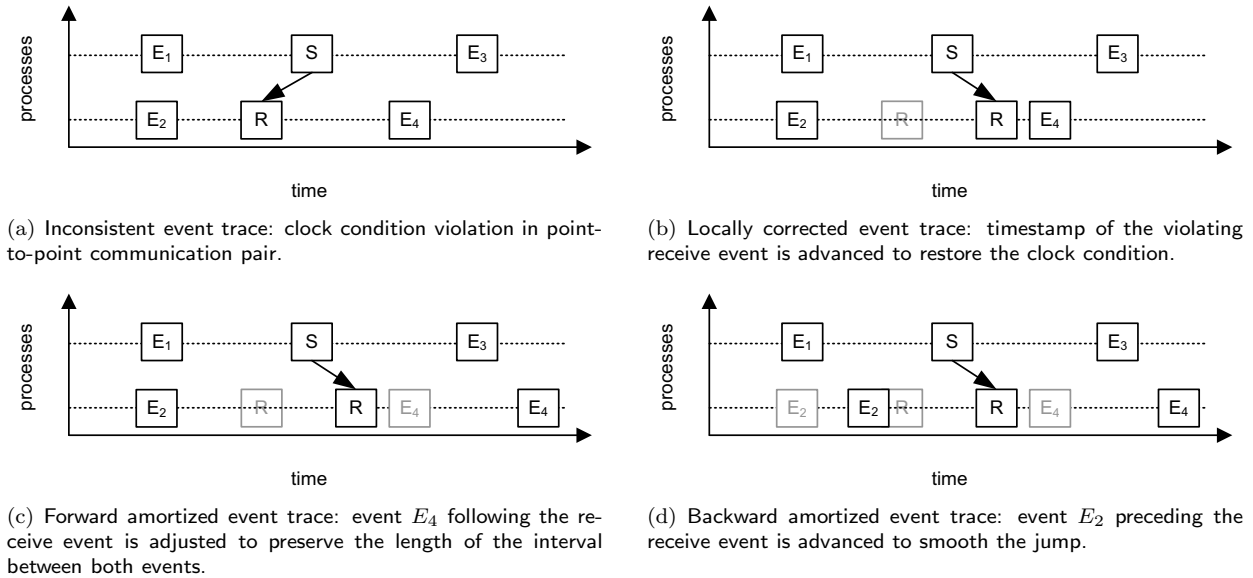 processes
E1
S
E3
E2
R
E4
time
(a) Inconsistent event trace: clock condition violation in point-
to-point communication pair.
processes
E1
S
E3
E2
R
R
E4
time
(b) Locally corrected event trace: timestamp of the violating
receive event is advanced to restore the clock condition.
processes
E1
S
E3
E2
R
R
E4
E4
time
(c) Forward amortized event trace: event E4 following the re-
ceive event is adjusted to preserve the length of the interval
between both events.
processes
E1
S
E3
E2
E2
R
R
E4
E4
time
(d) Backward amortized event trace: event E2 preceding the
receive event is advanced to smooth the jump.